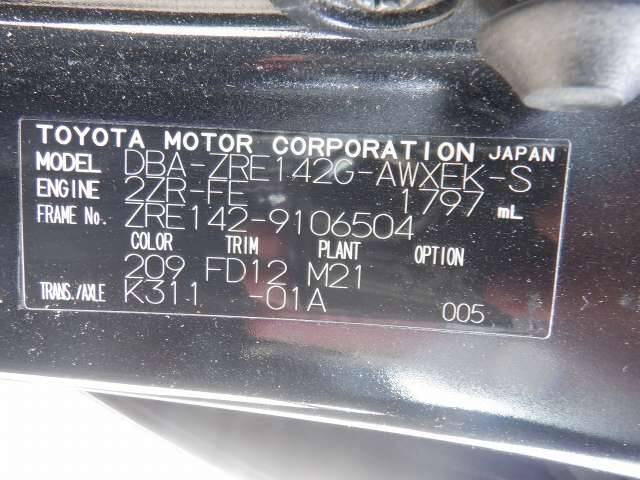 TOYOTA MOTOR CORPORATION JAPAN
MODEL DBA-ZRE142G-AWXEK-S
ENGINE 2ZR-FE 1797 mL
FRAME No. ZRE142-9106504
COLOR TRIM PLANT OPTION
209 FD12 M21
TRANS./AXLE K311 -01A 005